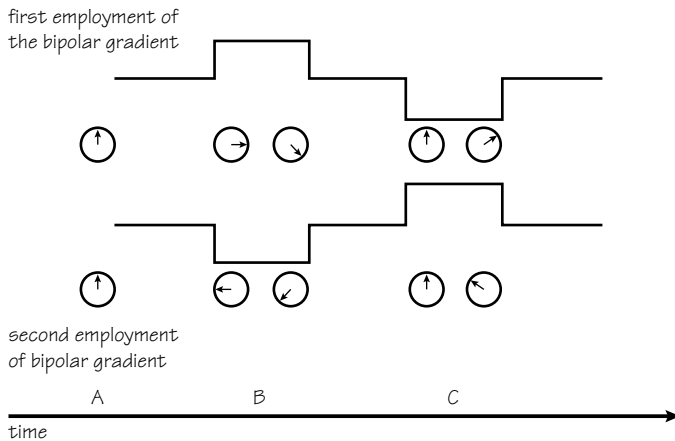 first employment of
the bipolar gradient
second employment
of bipolar gradient
A B C
time